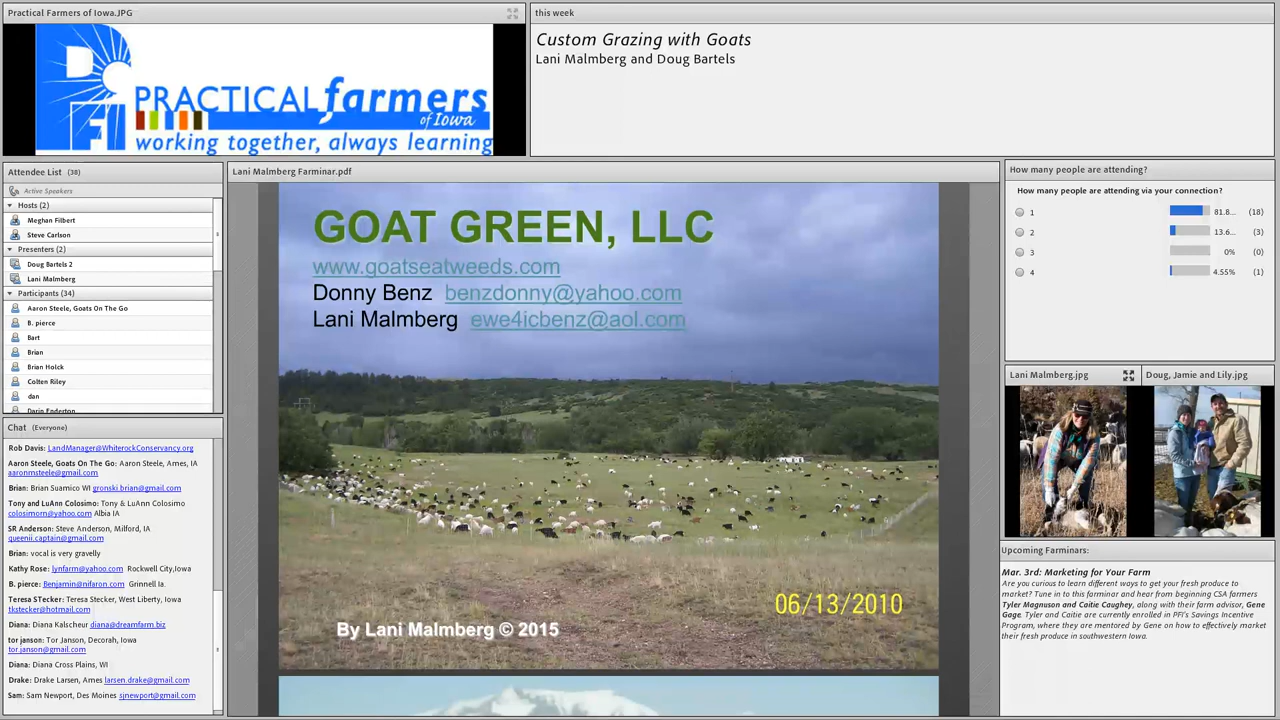 Practical Farmers of Iowa.JPG
PRACTICAL farmers
of Iowa
working together, always learning
this week
Custom Grazing with Goats
Lani Malmberg and Doug Bartels
Attendee List (38)
Active Speakers
Hosts (2)
Meghan Filbert
Steve Carlson
Presenters (2)
Doug Bartels 2
Lani Malmberg
Participants (34)
Aaron Steele, Goats On The Go
B. pierce
Bart
Brian
Brian Holck
Colten Riley
dan
Darin Enderton
Chat (Everyone)
Rob Davis: LandManager@WhiterockConservancy.org
Aaron Steele, Goats On The Go: Aaron Steele, Ames, IA
aaronmsteele@gmail.com
Brian: Brian Suamico WI gronski.brian@gmail.com
Tony and LuAnn Colosimo: Tony & LuAnn Colosimo
colosimorn@yahoo.com Albia IA
SR Anderson: Steve Anderson, Milford, IA
queenii.captain@gmail.com
Brian: vocal is very gravelly
Kathy Rose: lynfarm@yahoo.com Rockwell City,Iowa
B. pierce: Benjamin@nifaron.com Grinnell Ia.
Teresa STecker: Teresa Stecker, West Liberty, Iowa
tkstecker@hotmail.com
Diana: Diana Kalscheur diana@dreamfarm.biz
tor janson: Tor Janson, Decorah, Iowa
tor.janson@gmail.com
Diana: Diana Cross Plains, WI
Drake: Drake Larsen, Ames larsen.drake@gmail.com
Sam: Sam Newport, Des Moines sjnewport@gmail.com
Lani Malmberg Farminar.pdf
GOAT GREEN, LLC
www.goatseatweeds.com
Donny Benz benzdonny@yahoo.com
Lani Malmberg ewe4icbenz@aol.com
06/13/2010
By Lani Malmberg © 2015
How many people are attending?
How many people are attending via your connection?
1 81.8... (18)
2 13.6... (3)
3 0% (0)
4 4.55% (1)
Lani Malmberg.jpg
Doug, Jamie and Lily.jpg
Upcoming Farminars:
Mar. 3rd: Marketing for Your Farm
Are you curious to learn different ways to get your fresh produce to
market? Tune in to this farminar and hear from beginning CSA farmers
Tyler Magnuson and Caitie Caughey, along with their farm advisor, Gene
Gage. Tyler and Caitie are currently enrolled in PFI's Savings Incentive
Program, where they are mentored by Gene on how to effectively market
their fresh produce in southwestern Iowa.